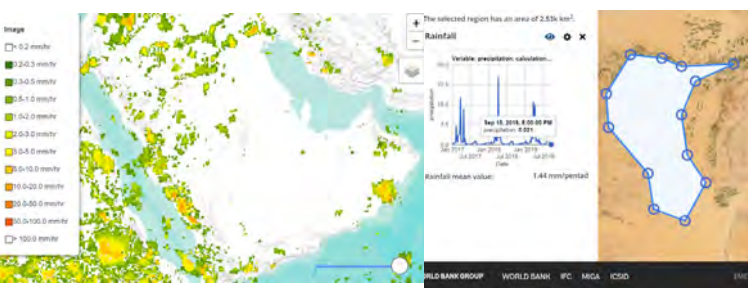 Image
< 0.2 mm/hr
0.2-0.3 mm/hr
0.3-0.5 mm/hr
0.5-1.0 mm/hr
1.0-2.0 mm/hr
2.0-3.0 mm/hr
3.0-5.0 mm/hr
5.0-10.0 mm/hr
10.0-20.0 mm/hr
20.0-50.0 mm/hr
50.0-100.0 mm/hr
> 100.0 mm/hr
+
−
The selected region has an area of 2.53k km².
Rainfall
Variable: precipitation: calculation...
precipitation
Sep 15, 2019, 5:00:00 PM
precipitation: 0.021
Jan 2017
Jul 2017
Jan 2018
Jul 2018
Jan 2019
Jul 2019
Date
Rainfall mean value:
1.44 mm/pentad
RLD BANK GROUP
WORLD BANK
IFC
MIGA
ICSID